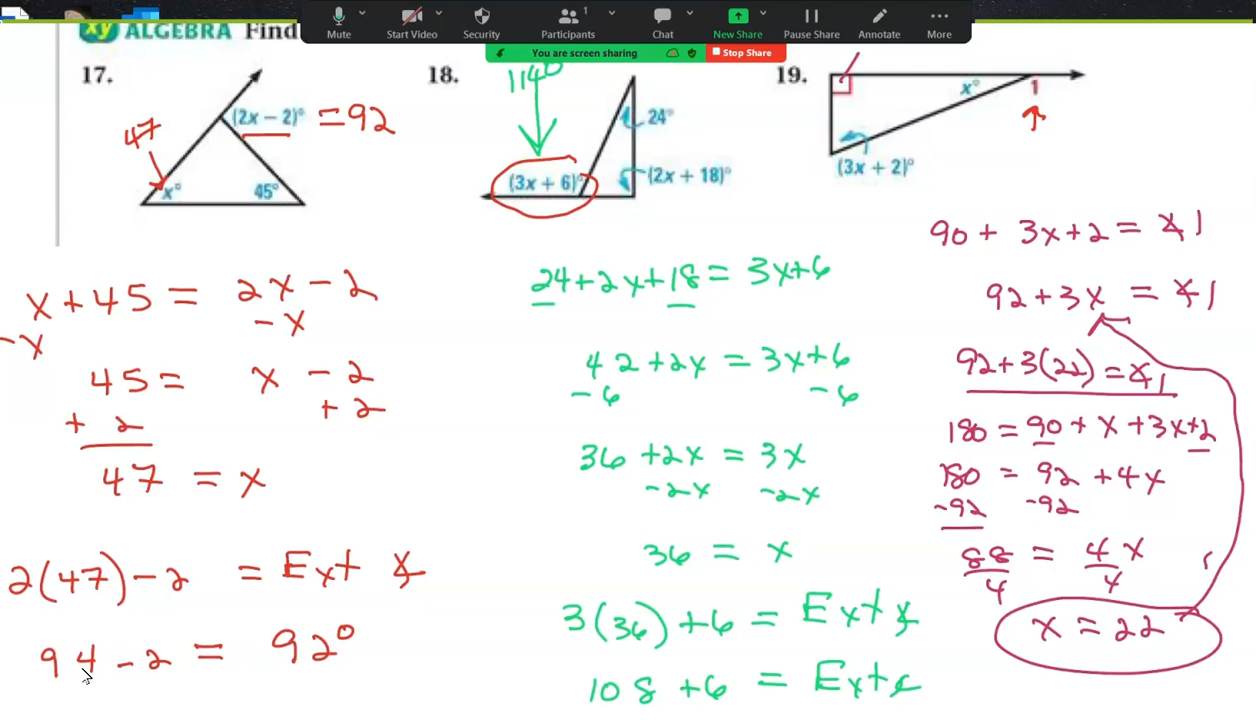 Mute
Start Video
Security
Participants
1
Chat
New Share
Pause Share
Annotate
More
You are screen sharing
Stop Share
xy ALGEBRA Find
17.
(2x − 2)°
= 92
47
x°
45°
x + 45 = 2x − 2
−x −x
45 = x − 2
+ 2 + 2
47 = x
2(47) − 2 = Ext ∡
94 − 2 = 92°
18.
114°
24°
(3x + 6)°
(2x + 18)°
24 + 2x + 18 = 3x + 6
42 + 2x = 3x + 6
−6 −6
36 + 2x = 3x
−2x −2x
36 = x
3(36) + 6 = Ext ∡
108 + 6 = Ext ∡
19.
x°
1
(3x + 2)°
90 + 3x + 2 = ∡1
92 + 3x = ∡1
92 + 3(22) = ∡1
180 = 90 + x + 3x + 2
180 = 92 + 4x
−92 −92
88 = 4x
4 4
x = 22